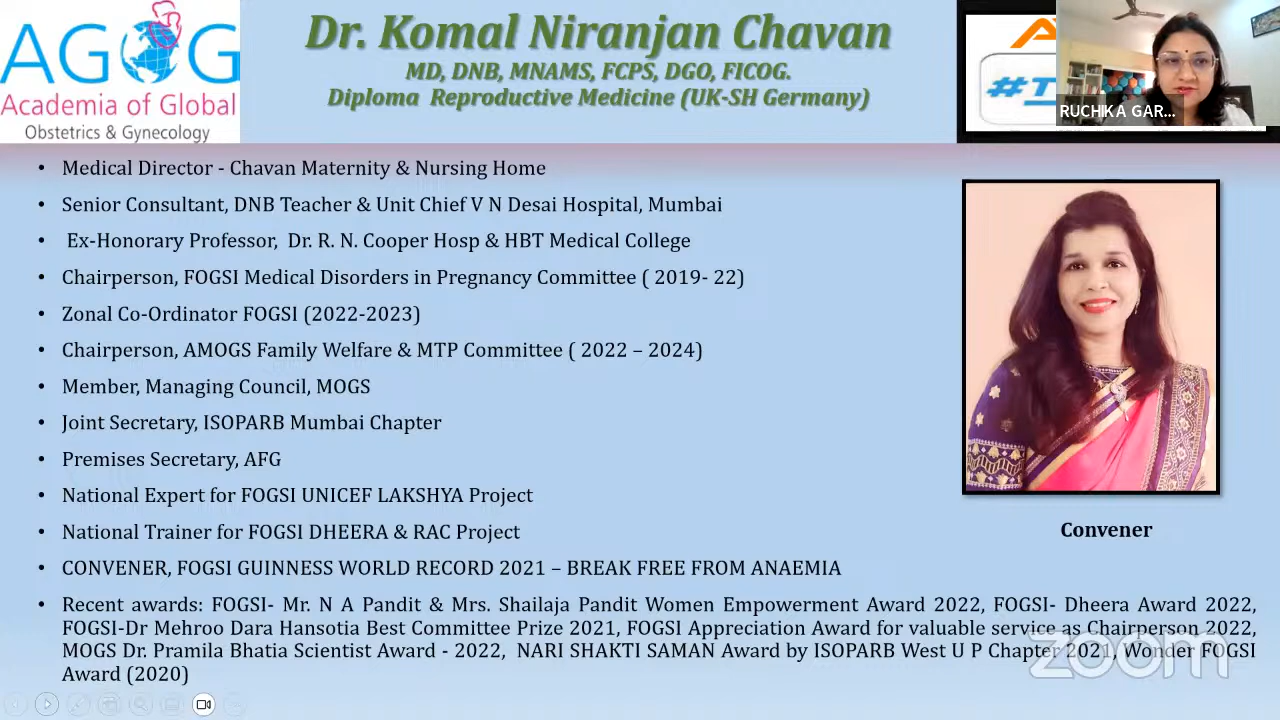 AGOG
Academia of Global
Obstetrics & Gynecology
Dr. Komal Niranjan Chavan
MD, DNB, MNAMS, FCPS, DGO, FICOG.
Diploma Reproductive Medicine (UK-SH Germany)
RUCHIKA GAR...
• Medical Director - Chavan Maternity & Nursing Home
• Senior Consultant, DNB Teacher & Unit Chief V N Desai Hospital, Mumbai
• Ex-Honorary Professor, Dr. R. N. Cooper Hosp & HBT Medical College
• Chairperson, FOGSI Medical Disorders in Pregnancy Committee ( 2019- 22)
• Zonal Co-Ordinator FOGSI (2022-2023)
• Chairperson, AMOGS Family Welfare & MTP Committee ( 2022 – 2024)
• Member, Managing Council, MOGS
• Joint Secretary, ISOPARB Mumbai Chapter
• Premises Secretary, AFG
• National Expert for FOGSI UNICEF LAKSHYA Project
• National Trainer for FOGSI DHEERA & RAC Project
• CONVENER, FOGSI GUINNESS WORLD RECORD 2021 – BREAK FREE FROM ANAEMIA
• Recent awards: FOGSI- Mr. N A Pandit & Mrs. Shailaja Pandit Women Empowerment Award 2022, FOGSI- Dheera Award 2022,
FOGSI-Dr Mehroo Dara Hansotia Best Committee Prize 2021, FOGSI Appreciation Award for valuable service as Chairperson 2022,
MOGS Dr. Pramila Bhatia Scientist Award - 2022, NARI SHAKTI SAMAN Award by ISOPARB West U P Chapter 2021, Wonder FOGSI
Award (2020)
Convener
zoom